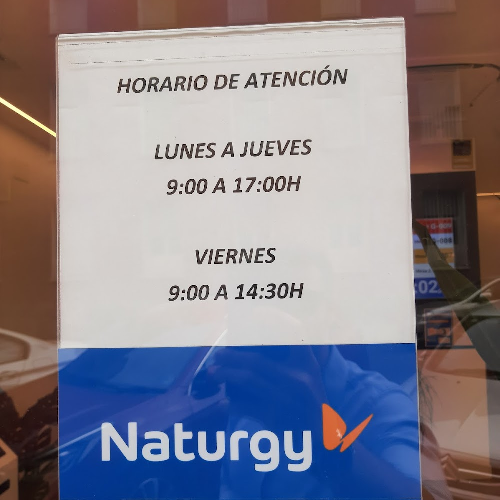 HORARIO DE ATENCIÓN
LUNES A JUEVES
9:00 A 17:00H
VIERNES
9:00 A 14:30H
Naturgy